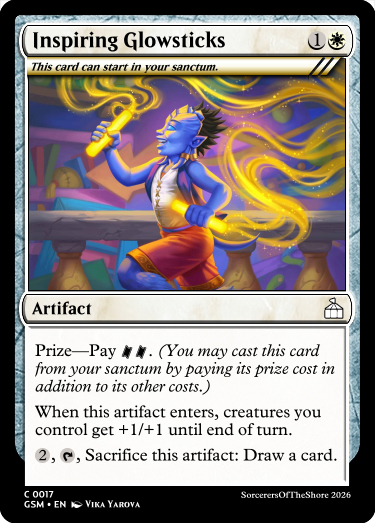 Inspiring Glowsticks 1
This card can start in your sanctum.
Artifact
Prize—Pay . (You may cast this card
from your sanctum by paying its prize cost in
addition to its other costs.)
When this artifact enters, creatures you
control get +1/+1 until end of turn.
2, , Sacrifice this artifact: Draw a card.
C 0017
GSM • EN Vika Yarova
SorcerersOfTheShore 2026